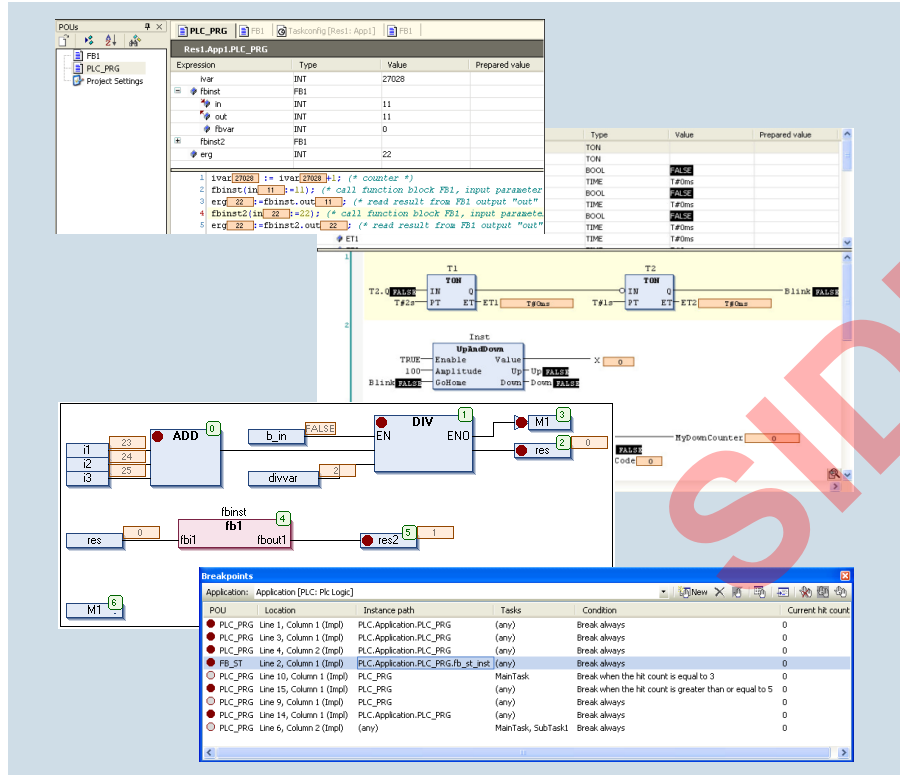 POUs
FB1
PLC_PRG
Project Settings
PLC_PRG FB1 Taskconfig [Res1: App1] FB1
Res1.App1.PLC_PRG
Expression Type Value Prepared value
ivar INT 27028
fbinst FB1
in INT 11
out INT 11
fbvar INT 0
fbinst2 FB1
erg INT 22
1 ivar 27028 := ivar 27028 +1; (* counter *)
2 fbinst(in 11 :=11); (* call function block FB1, input parameter
3 erg 22 :=fbinst.out 11 ; (* read result from FB1 output "out"
4 fbinst2(in 22 :=22); (* call function block FB1, input paramete
5 erg 22 :=fbinst2.out 22 ; (* read result from FB1 output "out"
Type Value Prepared value
TON
TON
BOOL FALSE
TIME T#0ms
BOOL FALSE
TIME T#0ms
BOOL FALSE
TIME T#0ms
ET1 TIME T#0ms
1
T1 T2
TON TON
T2.Q FALSE IN Q IN Q Blink FALSE
T#2s PT ET ET1 T#0ms T#1s PT ET ET2 T#0ms
2
Inst
UpAndDown
TRUE Enable Value X 0
100 Amplitude Up Up FALSE
Blink FALSE GoHome Down Down FALSE
MyDownCounter 0
FALSE
Code 0
ADD 0
i1 23
i2 24
i3 25
b_in FALSE
DIV 1
EN ENO
divvar 2
M1 3
res 2 0
fbinst
fb1 4
res 0 fbi1 fbout1 res2 5 1
M1 6
Breakpoints
Application: Application [PLC: Plc Logic] New
POU Location Instance path Tasks Condition Current hit count
PLC_PRG Line 1, Column 1 (Impl) PLC.Application.PLC_PRG (any) Break always 0
PLC_PRG Line 3, Column 1 (Impl) PLC.Application.PLC_PRG (any) Break always 0
PLC_PRG Line 4, Column 2 (Impl) PLC.Application.PLC_PRG (any) Break always 0
FB_ST Line 2, Column 1 (Impl) PLC.Application.PLC_PRG.fb_st_inst (any) Break always 0
PLC_PRG Line 10, Column 1 (Impl) PLC_PRG MainTask Break when the hit count is equal to 3 0
PLC_PRG Line 15, Column 1 (Impl) PLC_PRG (any) Break when the hit count is greater than or equal to 5 0
PLC_PRG Line 9, Column 1 (Impl) PLC_PRG (any) Break always 0
PLC_PRG Line 14, Column 1 (Impl) PLC.Application.PLC_PRG (any) Break always 0
PLC_PRG Line 6, Column 2 (Impl) (any) MainTask, SubTask1 Break always 0
SID